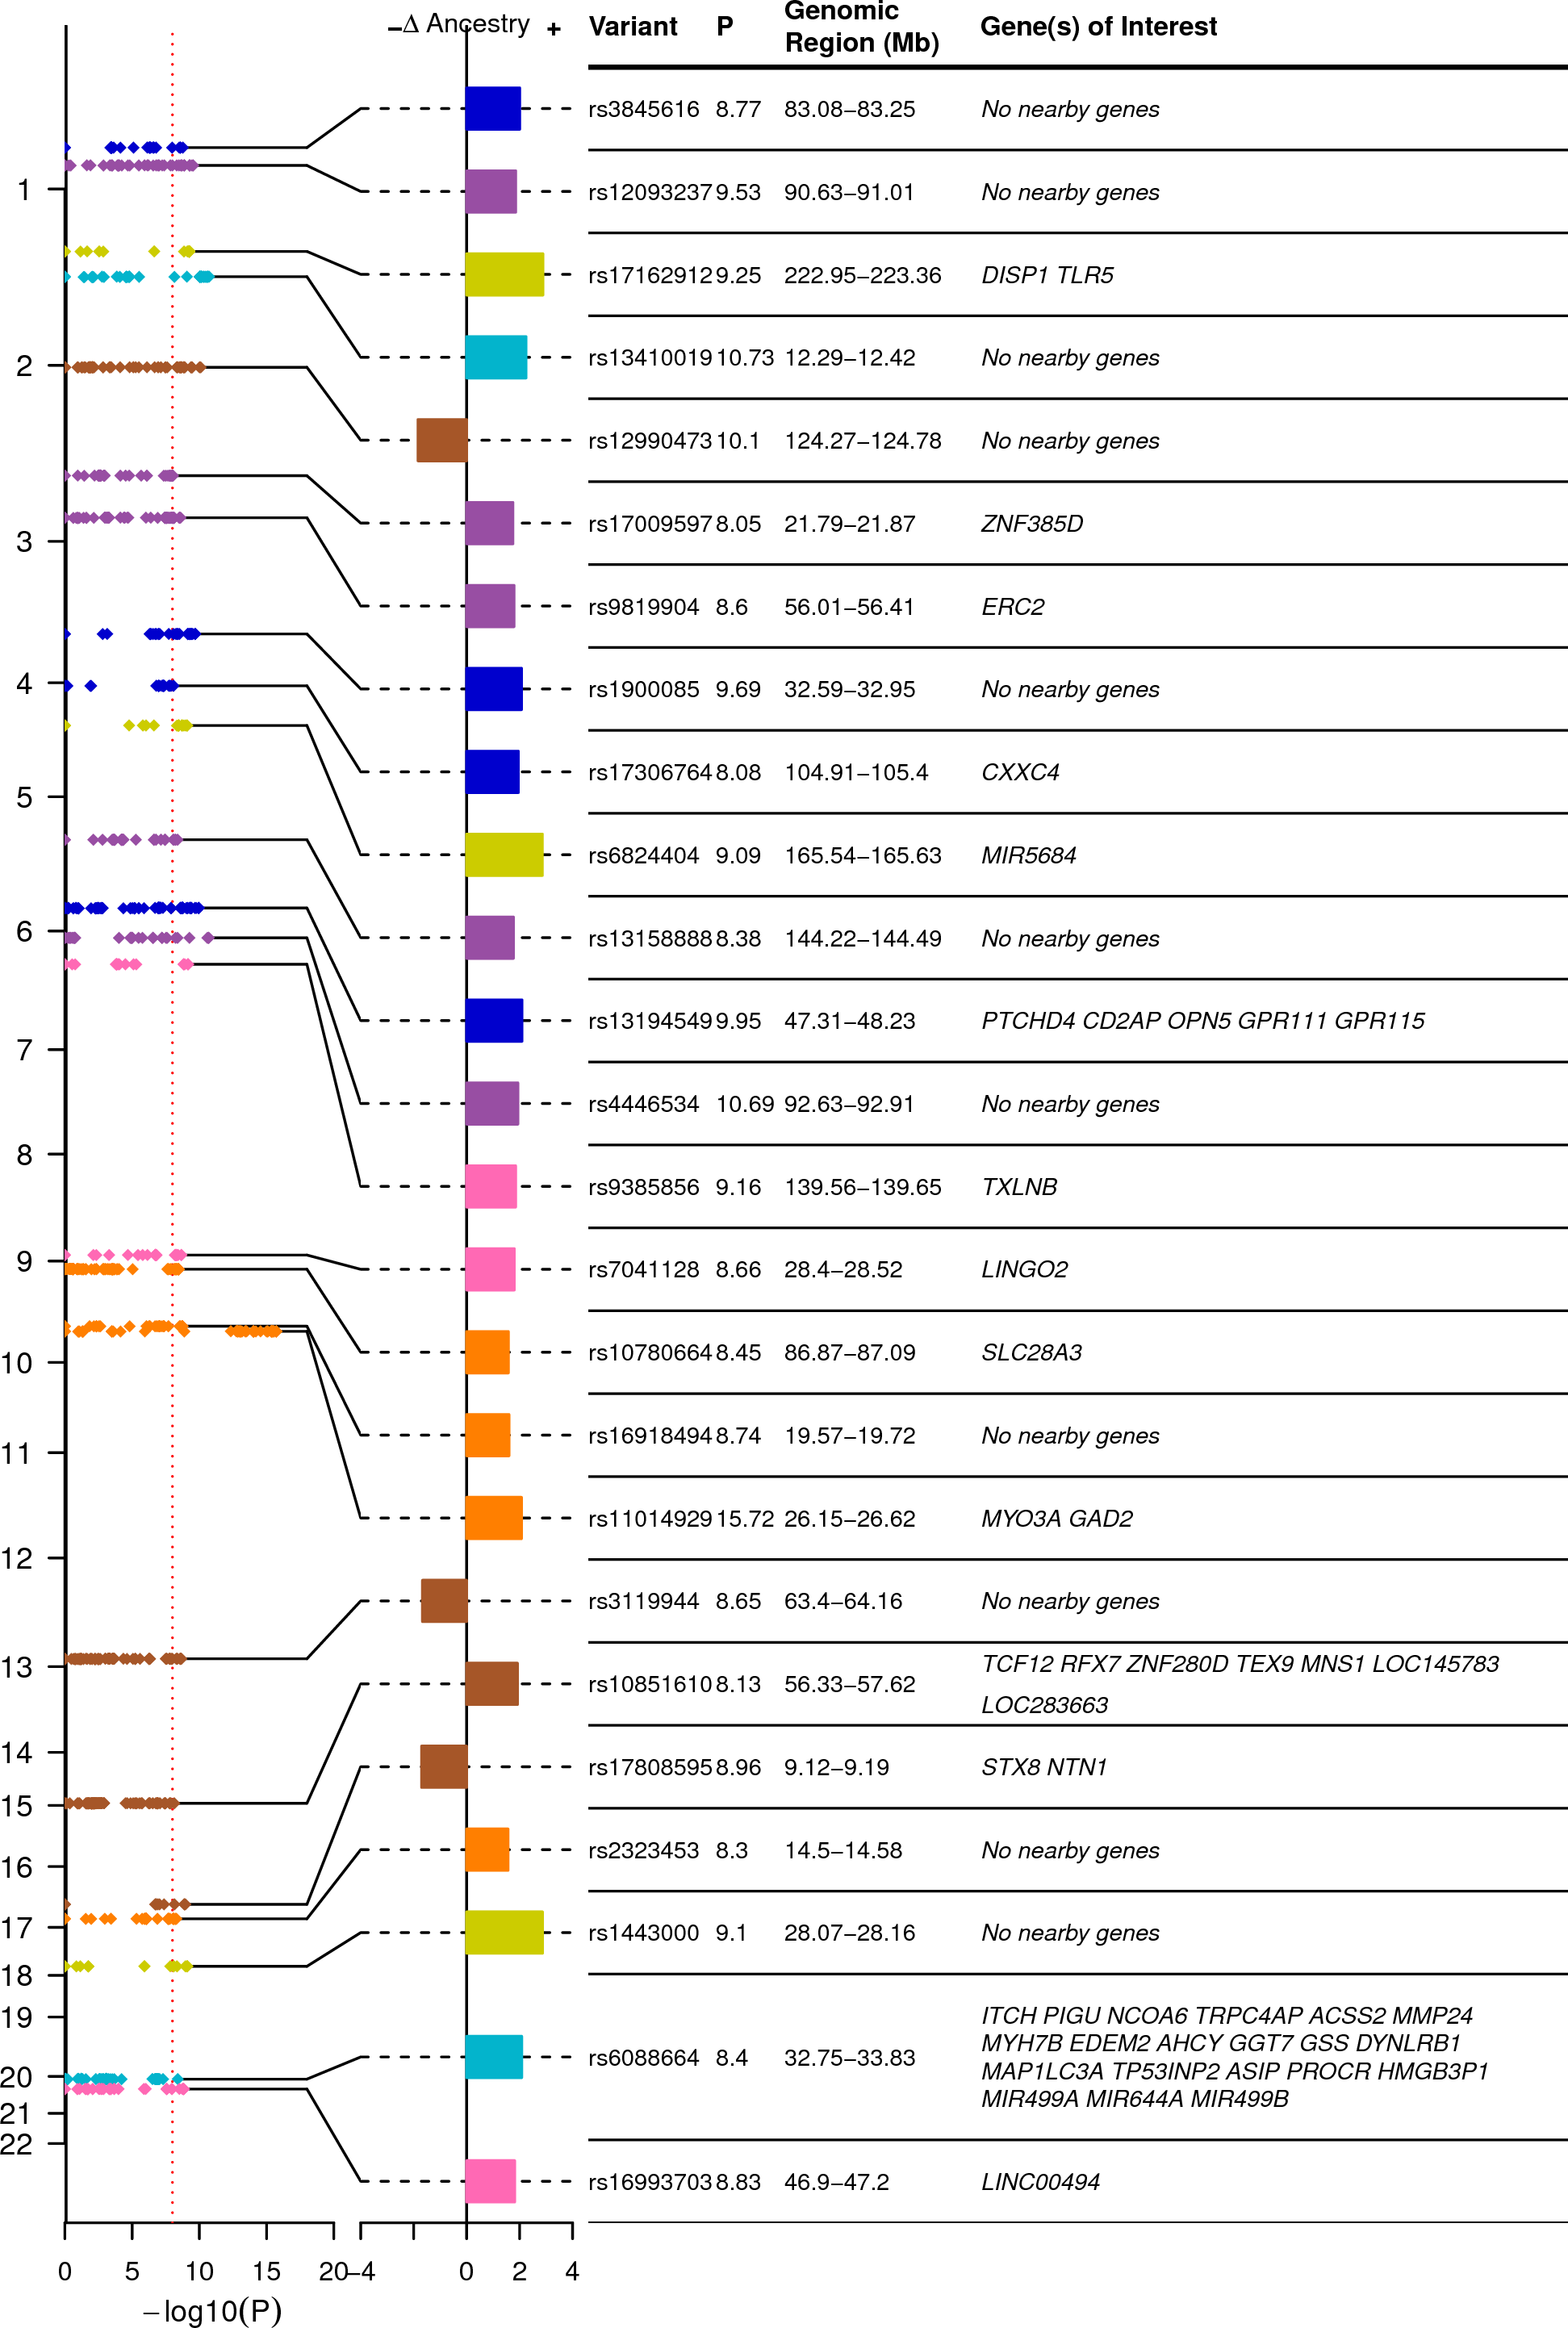 −Δ Ancestry +
Variant P Genomic Region (Mb) Gene(s) of Interest
rs3845616 8.77 83.08−83.25 No nearby genes
1 rs12093237 9.53 90.63−91.01 No nearby genes
rs17162912 9.25 222.95−223.36 DISP1 TLR5
2 rs13410019 10.73 12.29−12.42 No nearby genes
rs12990473 10.1 124.27−124.78 No nearby genes
3 rs17009597 8.05 21.79−21.87 ZNF385D
rs9819904 8.6 56.01−56.41 ERC2
4 rs1900085 9.69 32.59−32.95 No nearby genes
5 rs17306764 8.08 104.91−105.4 CXXC4
rs6824404 9.09 165.54−165.63 MIR5684
6 rs13158888 8.38 144.22−144.49 No nearby genes
rs13194549 9.95 47.31−48.23 PTCHD4 CD2AP OPN5 GPR111 GPR115
7
rs4446534 10.69 92.63−92.91 No nearby genes
8
rs9385856 9.16 139.56−139.65 TXLNB
9 rs7041128 8.66 28.4−28.52 LINGO2
10 rs10780664 8.45 86.87−87.09 SLC28A3
11 rs16918494 8.74 19.57−19.72 No nearby genes
rs11014929 15.72 26.15−26.62 MYO3A GAD2
12
rs3119944 8.65 63.4−64.16 No nearby genes
13
rs10851610 8.13 56.33−57.62 TCF12 RFX7 ZNF280D TEX9 MNS1 LOC145783
LOC283663
14 rs17808595 8.96 9.12−9.19 STX8 NTN1
15
16 rs2323453 8.3 14.5−14.58 No nearby genes
17 rs1443000 9.1 28.07−28.16 No nearby genes
18
19
ITCH PIGU NCOA6 TRPC4AP ACSS2 MMP24
MYH7B EDEM2 AHCY GGT7 GSS DYNLRB1
20 rs6088664 8.4 32.75−33.83
MAP1LC3A TP53INP2 ASIP PROCR HMGB3P1
MIR499A MIR644A MIR499B
21
22
rs16993703 8.83 46.9−47.2 LINC00494
0 5 10 15 20 −4 0 2 4
−log10(P)